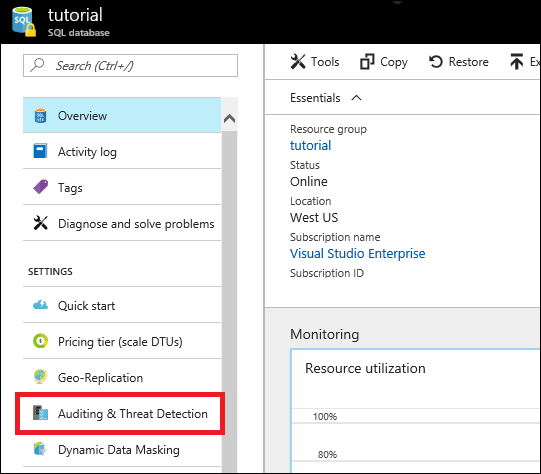 tutorial
SQL database
Search (Ctrl+/)
Overview
Activity log
Tags
Diagnose and solve problems
SETTINGS
Quick start
Pricing tier (scale DTUs)
Geo-Replication
Auditing & Threat Detection
Dynamic Data Masking
Tools
Copy
Restore
Ex
Essentials
Resource group
tutorial
Status
Online
Location
West US
Subscription name
Visual Studio Enterprise
Subscription ID
Monitoring
Resource utilization
100%
80%